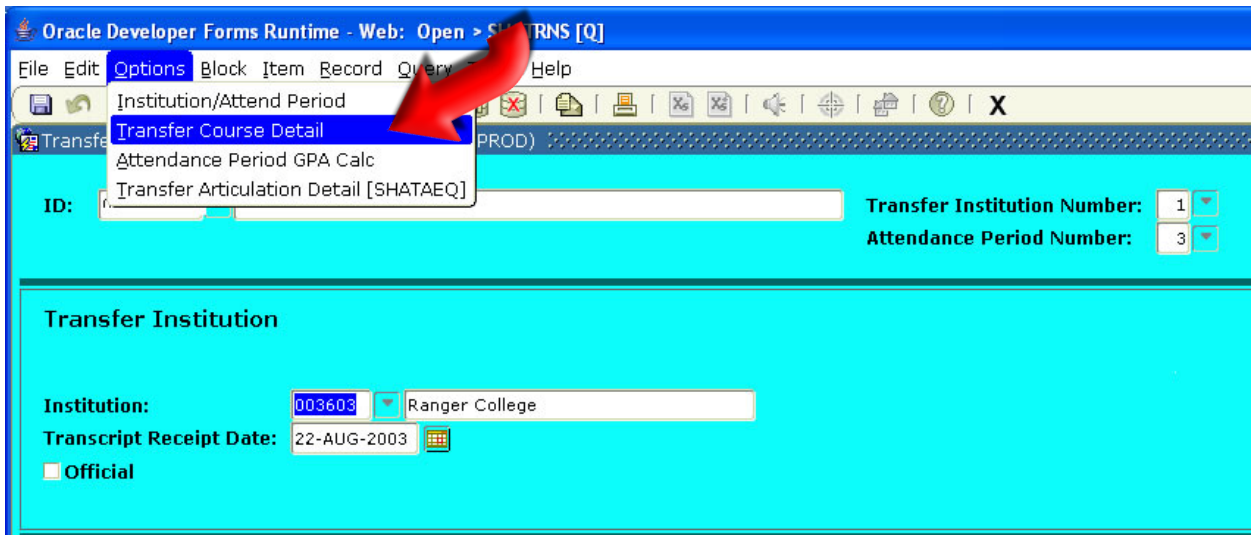 Oracle Developer Forms Runtime - Web: Open > RNS [Q]
File Edit Options Block Item Record Query Help
Institution/Attend Period
Transfer Course Detail
PROD)
Attendance Period GPA Calc
Transfer Articulation Detail [SHATAEQ]
ID:
Transfer Institution Number: 1
Attendance Period Number: 3
Transfer Institution
Institution: 003603 Ranger College
Transcript Receipt Date: 22-AUG-2003
Official